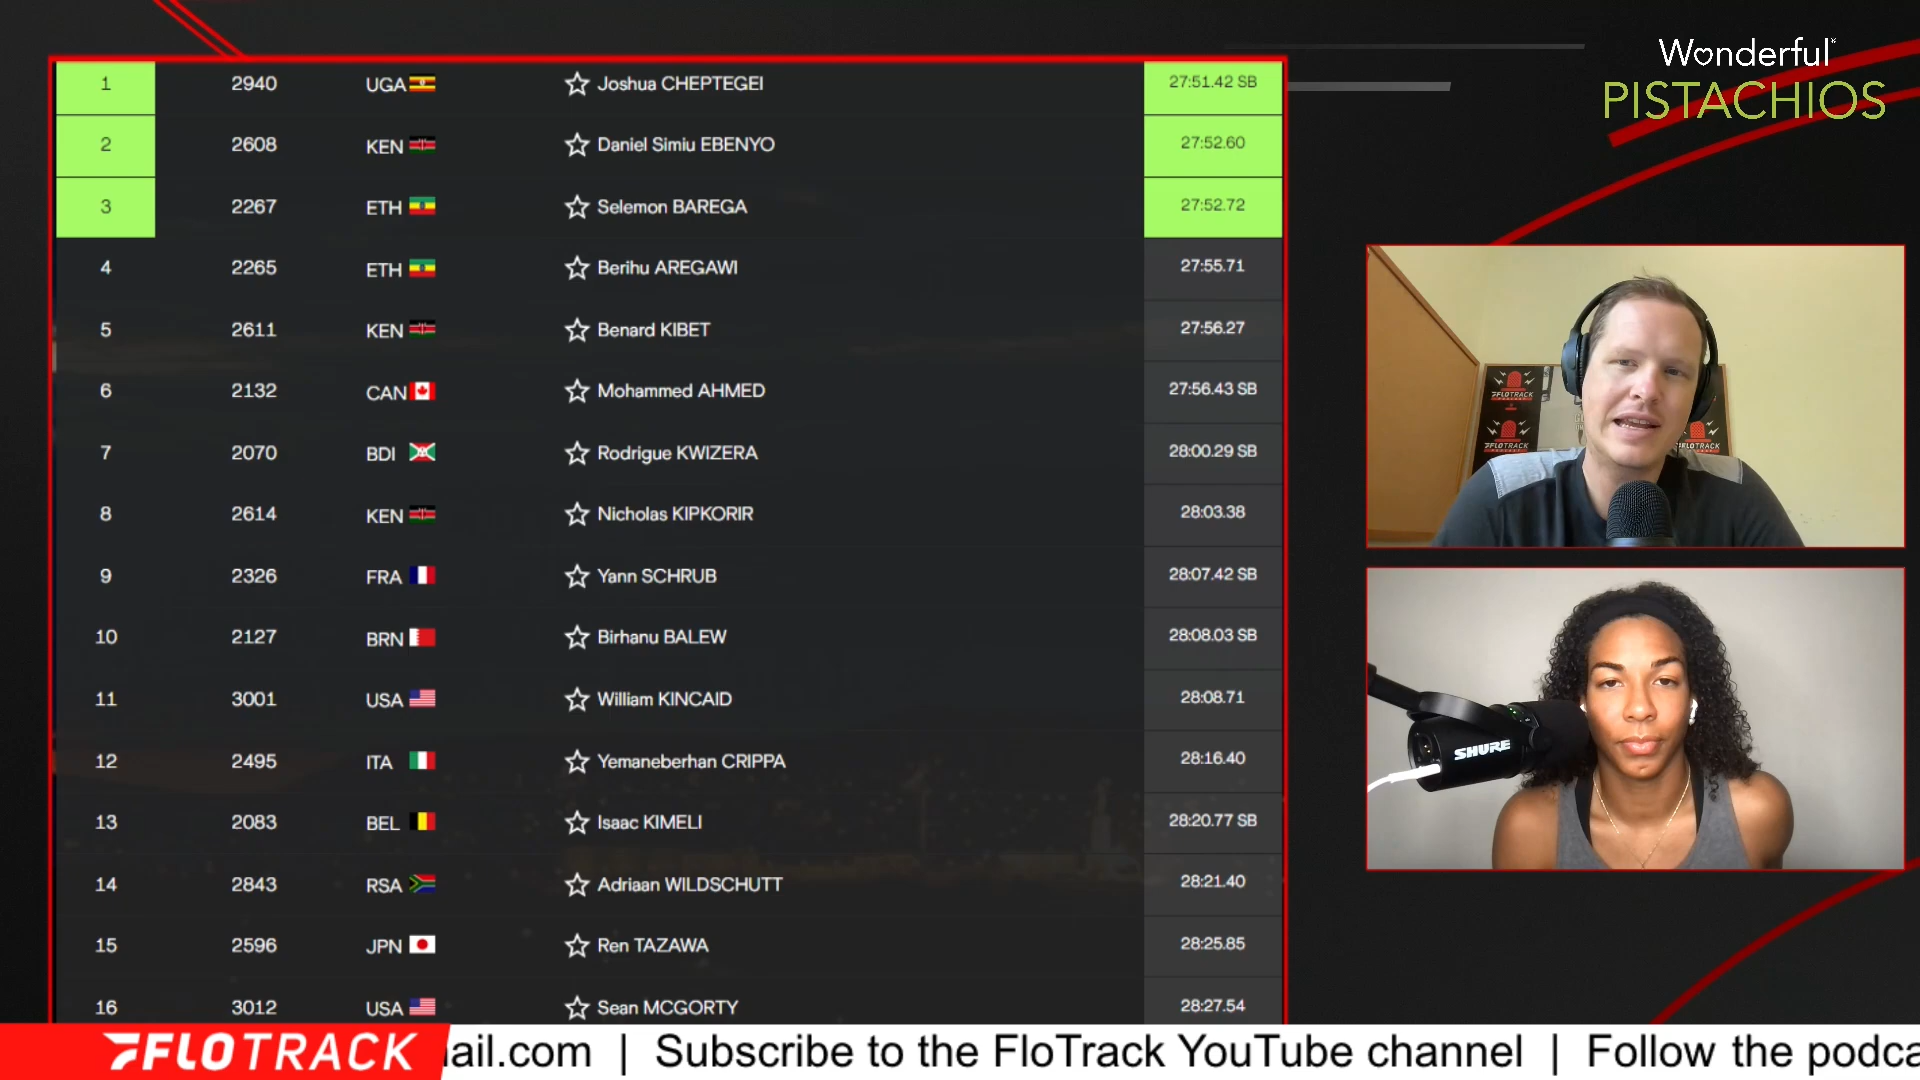 Wonderful
PISTACHIOS
1 2940 UGA Joshua CHEPTEGEI 27:51.42 SB
2 2608 KEN Daniel Simiu EBENYO 27:52.60
3 2267 ETH Selemon BAREGA 27:52.72
4 2265 ETH Berihu AREGAWI 27:55.71
5 2611 KEN Benard KIBET 27:56.27
6 2132 CAN Mohammed AHMED 27:56.43 SB
7 2070 BDI Rodrigue KWIZERA 28:00.29 SB
8 2614 KEN Nicholas KIPKORIR 28:03.38
9 2326 FRA Yann SCHRUB 28:07.42 SB
10 2127 BRN Birhanu BALEW 28:08.03 SB
11 3001 USA William KINCAID 28:08.71
12 2495 ITA Yemaneberhan CRIPPA 28:16.40
13 2083 BEL Isaac KIMELI 28:20.77 SB
14 2843 RSA Adriaan WILDSCHUTT 28:21.40
15 2596 JPN Ren TAZAWA 28:25.85
16 3012 USA Sean MCGORTY 28:27.54
FLOTRACK
FLOTRACK
FLOTRACK
SHURE
FLOTRACK ail.com | Subscribe to the FloTrack YouTube channel | Follow the podca